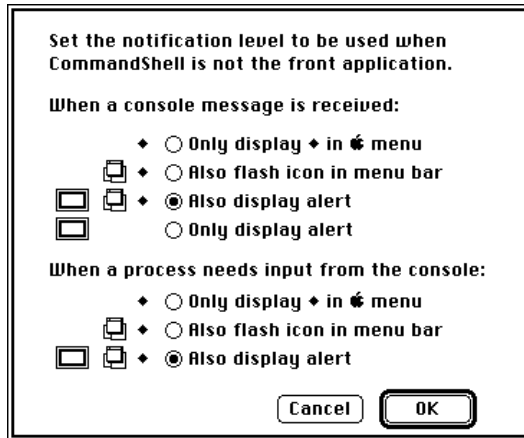 Set the notification level to be used when
CommandShell is not the front application.
When a console message is received:
Only display ◆ in  menu
Also flash icon in menu bar
Also display alert
Only display alert
When a process needs input from the console:
Only display ◆ in  menu
Also flash icon in menu bar
Also display alert
Cancel OK